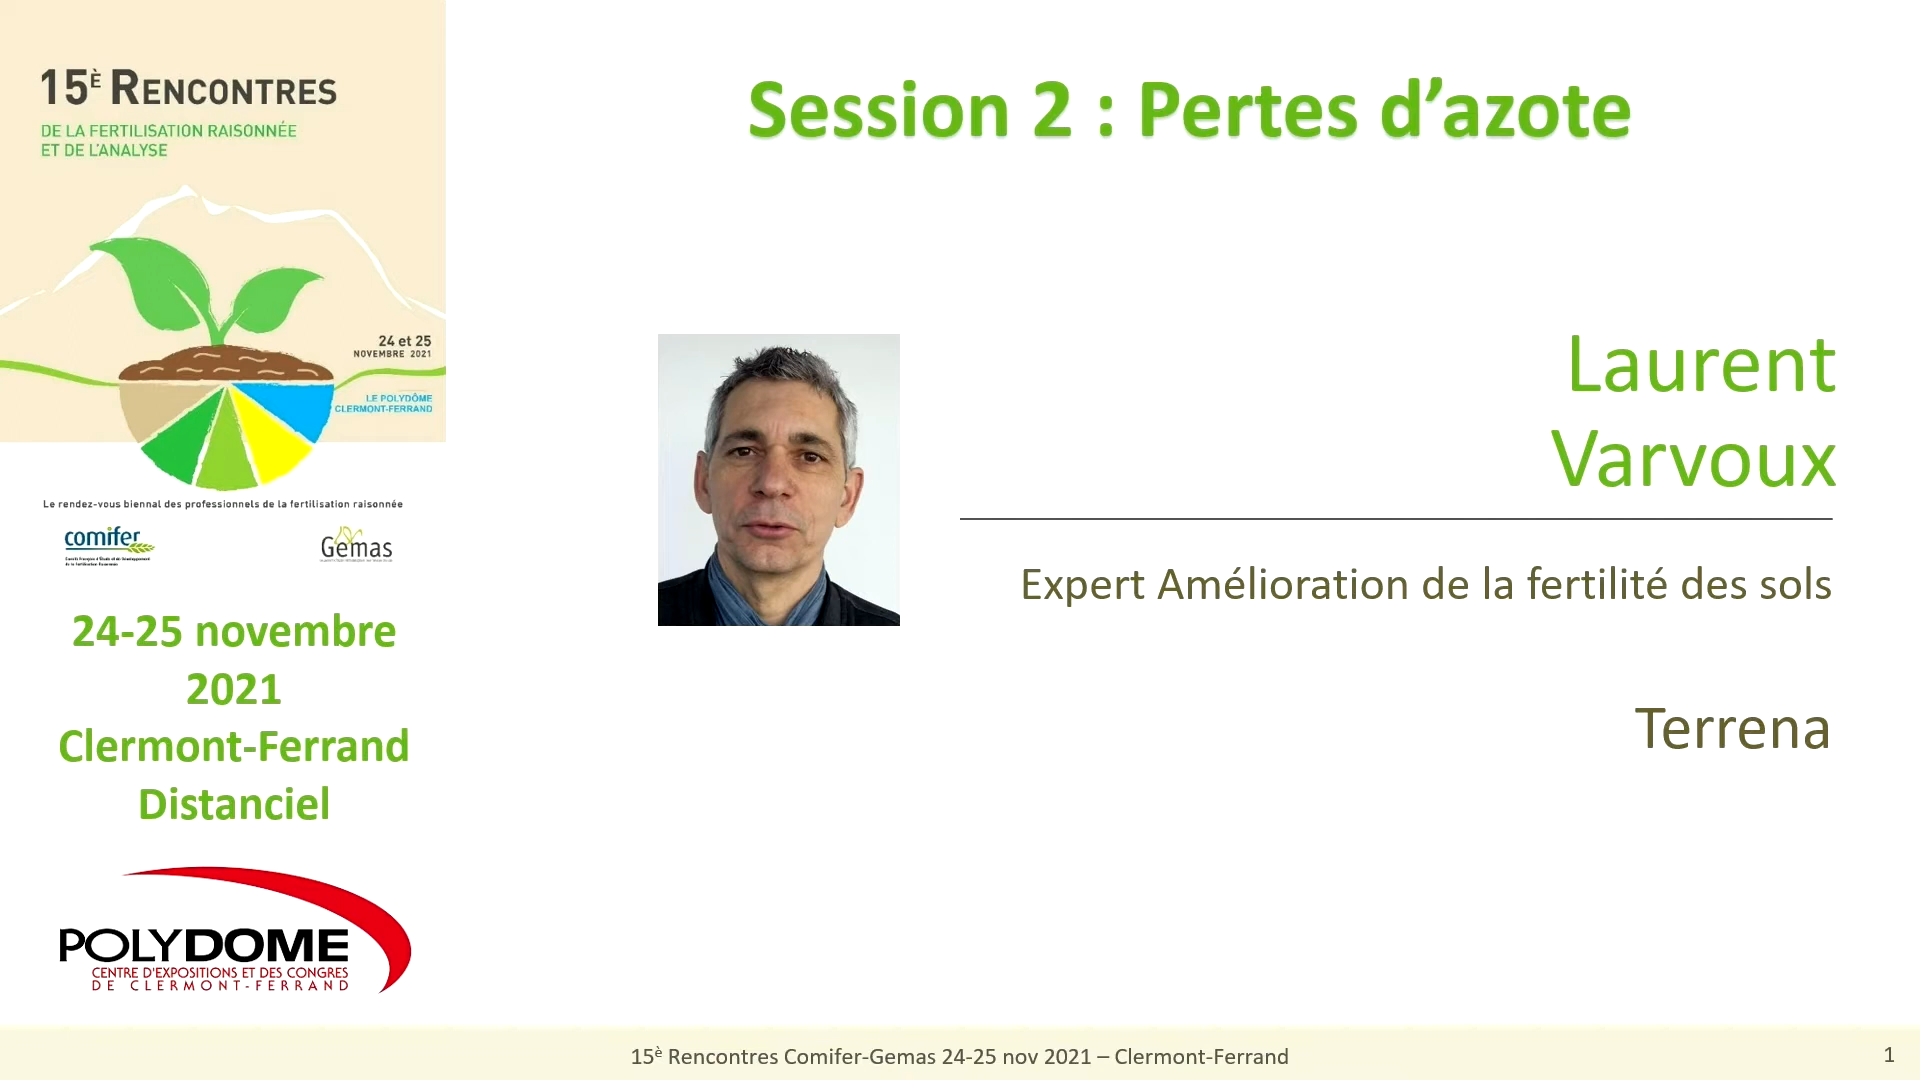 15È RENCONTRES
DE LA FERTILISATION RAISONNÉE
ET DE L'ANALYSE
24 et 25
NOVEMBRE 2021
LE POLYDÔME
CLERMONT-FERRAND
Le rendez-vous biennal des professionnels de la fertilisation raisonnée
comifer
Gemas
24-25 novembre
2021
Clermont-Ferrand
Distanciel
POLYDOME
CENTRE D'EXPOSITIONS ET DES CONGRES
DE CLERMONT-FERRAND
Session 2 : Pertes d’azote
Laurent
Varvoux
Expert Amélioration de la fertilité des sols
Terrena
15è Rencontres Comifer-Gemas 24-25 nov 2021 – Clermont-Ferrand
1